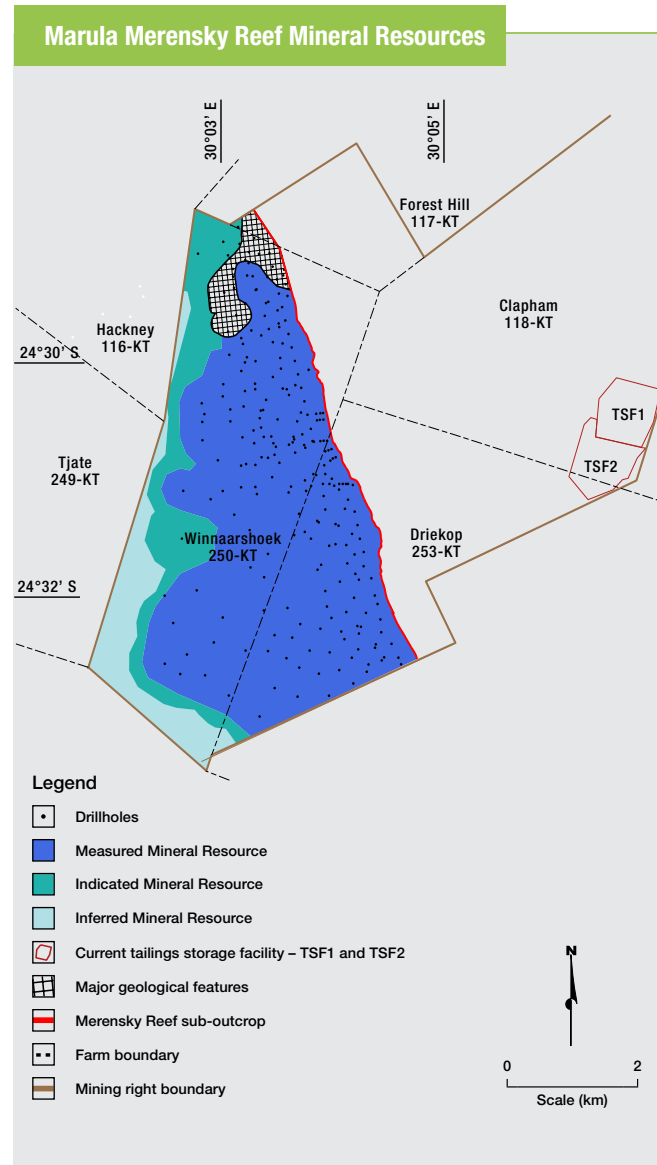 Marula Merensky Reef Mineral Resources
30°03' E
30°05' E
Forest Hill
117-KT
Clapham
118-KT
Hackney
116-KT
24°30' S
TSF1
TSF2
Tjate
249-KT
Winnaarshoek
250-KT
Driekop
253-KT
24°32' S
Legend
Drillholes
Measured Mineral Resource
Indicated Mineral Resource
Inferred Mineral Resource
Current tailings storage facility – TSF1 and TSF2
Major geological features
Merensky Reef sub-outcrop
Farm boundary
Mining right boundary
N
0 2
Scale (km)